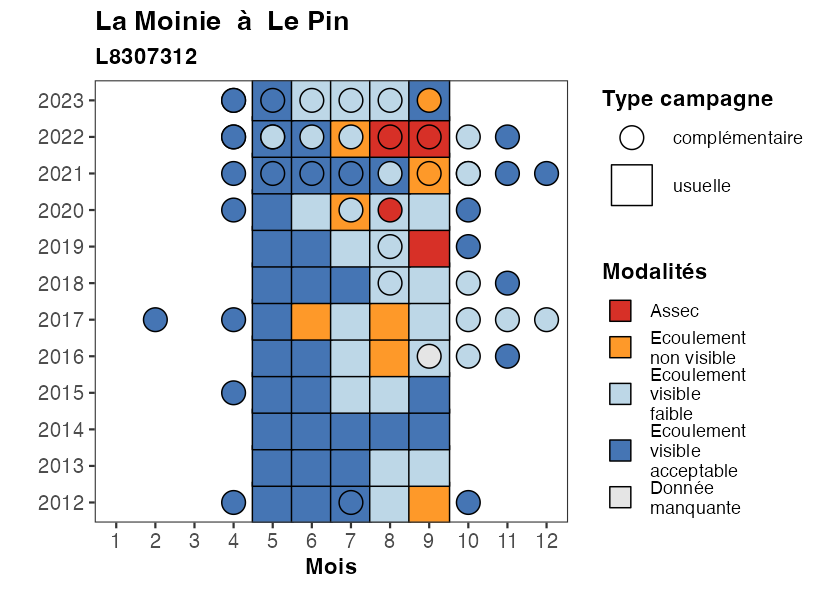 La Moinie  à  Le Pin
L8307312
2023
2022
2021
2020
2019
2018
2017
2016
2015
2014
2013
2012
1 2 3 4 5 6 7 8 9 10 11 12
Mois
Type campagne
complémentaire
usuelle
Modalités
Assec
Ecoulement
non visible
Ecoulement
visible
faible
Ecoulement
visible
acceptable
Donnée
manquante